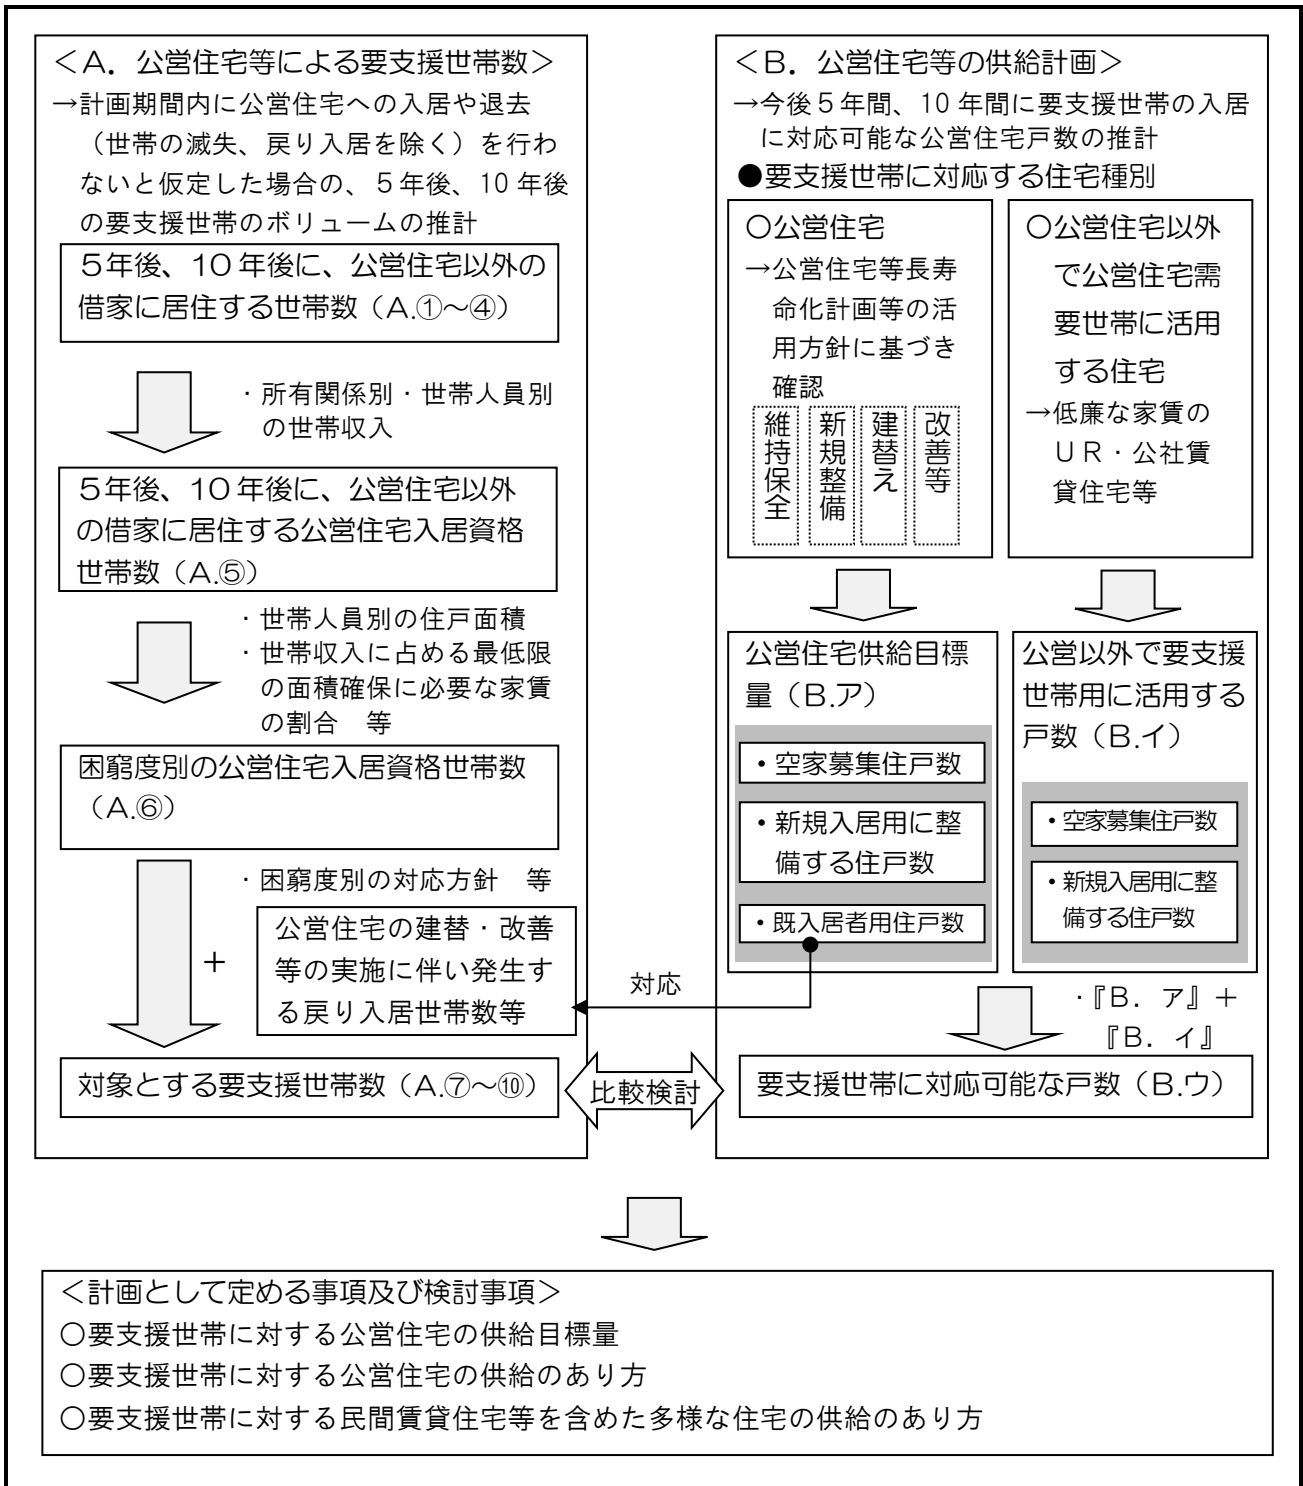 ＜Ａ．公営住宅等による要支援世帯数＞
→計画期間内に公営住宅への入居や退去
（世帯の滅失、戻り入居を除く）を行わ
ないと仮定した場合の、５年後、10 年後
の要支援世帯のボリュームの推計
５年後、１０年後に、公営住宅以外の
借家に居住する世帯数（Ａ.①～④）
・所有関係別・世帯人員別
の世帯収入
５年後、１０年後に、公営住宅以外
の借家に居住する公営住宅入居資格
世帯数（Ａ.⑤）
・世帯人員別の住戸面積
・世帯収入に占める最低限
の面積確保に必要な家賃
の割合　等
困窮度別の公営住宅入居資格世帯数
（Ａ.⑥）
・困窮度別の対応方針　等
＋
公営住宅の建替・改善
等の実施に伴い発生す
る戻り入居世帯数等
対象とする要支援世帯数（Ａ.⑦～⑩）
＜Ｂ．公営住宅等の供給計画＞
→今後５年間、10 年間に要支援世帯の入居
に対応可能な公営住宅戸数の推計
●要支援世帯に対応する住宅種別
○公営住宅
→公営住宅等長寿
命化計画等の活
用方針に基づき
確認
維持保全
新規整備
建替え
改善等
○公営住宅以外
で公営住宅需
要世帯に活用
する住宅
→低廉な家賃の
ＵＲ・公社賃
貸住宅等
公営住宅供給目標
量（Ｂ.ア）
・空家募集住戸数
・新規入居用に整
備する住戸数
・既入居者用住戸数
公営以外で要支援
世帯用に活用する
戸数（Ｂ.イ）
・空家募集住戸数
・新規入居用に整
備する住戸数
対応
・『Ｂ．ア』＋
『Ｂ．イ』
比較検討
要支援世帯に対応可能な戸数（Ｂ.ウ）
＜計画として定める事項及び検討事項＞
○要支援世帯に対する公営住宅の供給目標量
○要支援世帯に対する公営住宅の供給のあり方
○要支援世帯に対する民間賃貸住宅等を含めた多様な住宅の供給のあり方